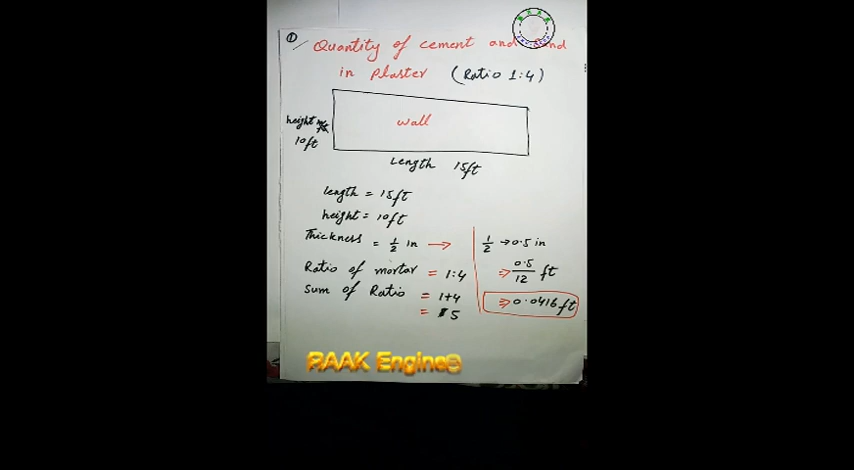 ①
Quantity of cement and Sand
in plaster (Ratio 1:4)
wall
height
10ft
Length 15ft
length = 15ft
height = 10ft
Thickness = 1/2 in → 1/2 → 0.5 in
⇒ 0.5/12 ft
Ratio of mortar = 1:4
Sum of Ratio = 1+4
⇒ 0.0416 ft
= 5
RAAK Engines